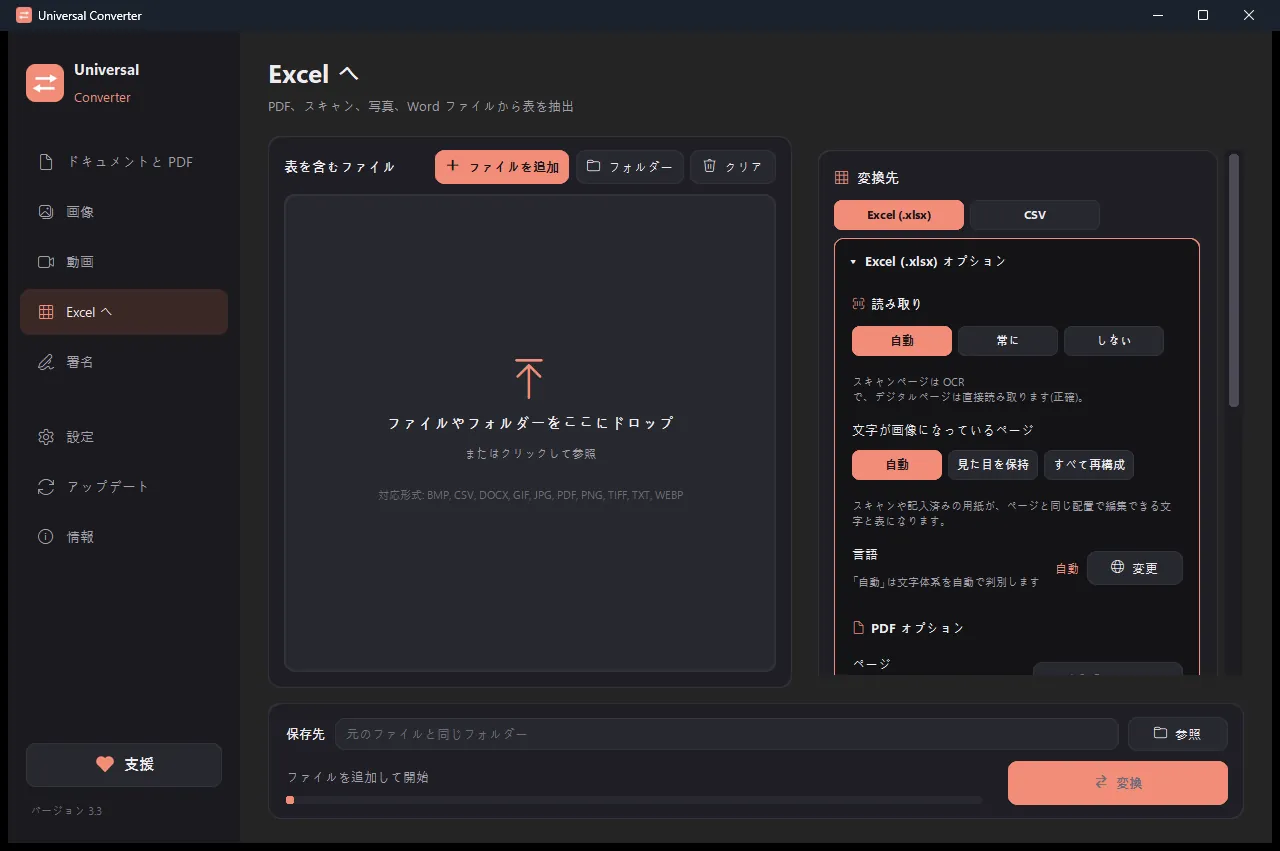 Universal Converter
Universal
Converter
ドキュメントと PDF
画像
動画
Excel へ
署名
設定
アップデート
情報
支援
バージョン 3.3
Excel へ
PDF、スキャン、写真、Word ファイルから表を抽出
表を含むファイル
ファイルを追加
フォルダー
クリア
ファイルやフォルダーをここにドロップ
またはクリックして参照
対応形式: BMP, CSV, DOCX, GIF, JPG, PDF, PNG, TIFF, TXT, WEBP
変換先
Excel (.xlsx)
CSV
Excel (.xlsx) オプション
読み取り
自動
常に
しない
スキャンページは OCR
で、デジタルページは直接読み取ります(正確)。
文字が画像になっているページ
自動
見た目を保持
すべて再構成
スキャンや記入済みの用紙が、ページと同じ配置で編集できる文
字と表になります。
言語
「自動」は文字体系を自動で判別します
自動
変更
PDF オプション
ページ
保存先
元のファイルと同じフォルダー
参照
ファイルを追加して開始
変換